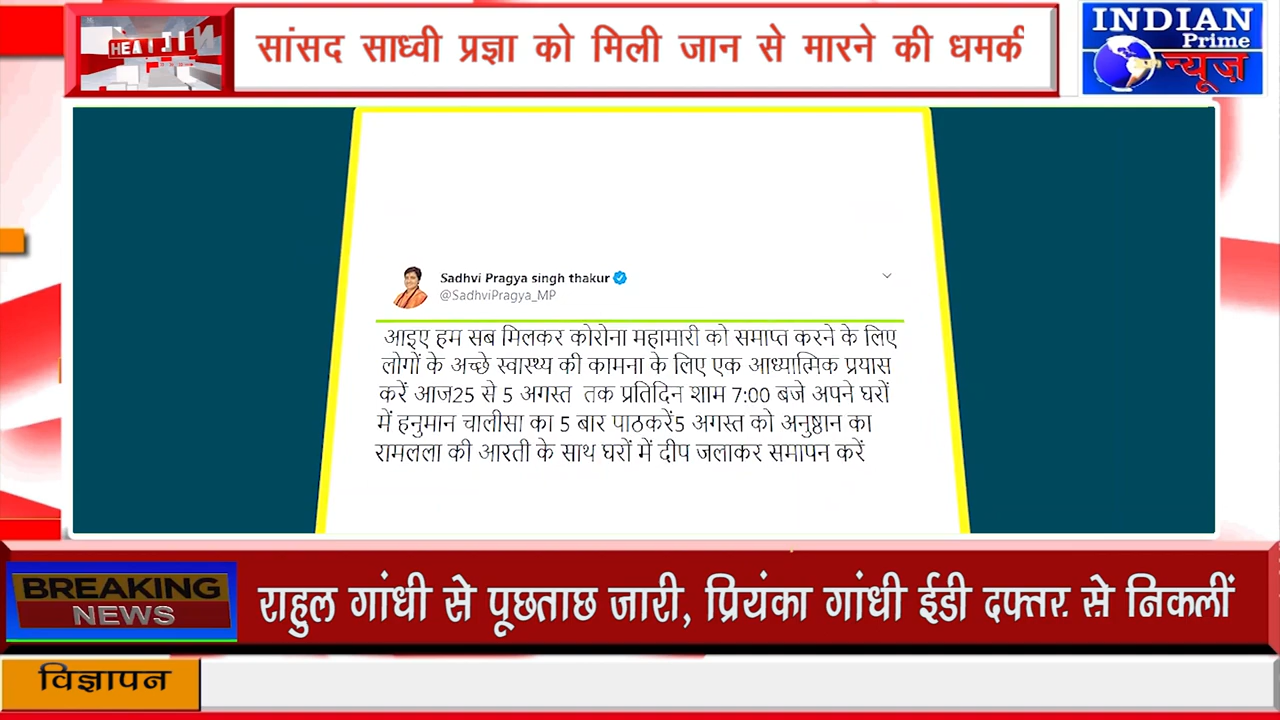 सांसद साध्वी प्रज्ञा को मिली जान से मारने की धमर्क
INDIAN
Prime
न्यूज़
Sadhvi Pragya singh thakur
@SadhviPragya_MP
आइए हम सब मिलकर कोरोना महामारी को समाप्त करने के लिए
लोगों के अच्छे स्वास्थ्य की कामना के लिए एक आध्यात्मिक प्रयास
करें आज25 से 5 अगस्त तक प्रतिदिन शाम 7:00 बजे अपने घरों
में हनुमान चालीसा का 5 बार पाठकरें5 अगस्त को अनुष्ठान का
रामलला की आरती के साथ घरों में दीप जलाकर समापन करें
BREAKING
NEWS
राहुल गांधी से पूछताछ जारी, प्रियंका गांधी ईडी दफ्तर से निकलीं
विज्ञापन